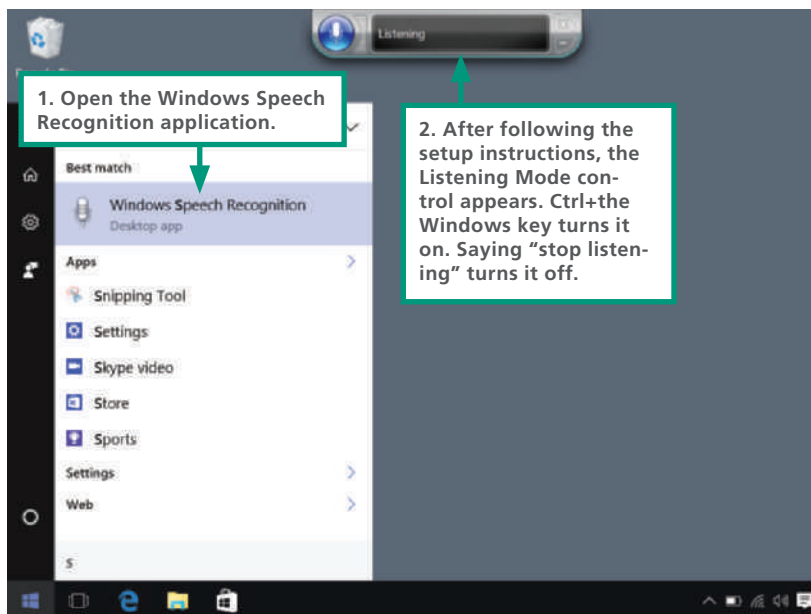 Listening
1. Open the Windows Speech
Recognition application.
2. After following the
setup instructions, the
Listening Mode con-
trol appears. Ctrl+the
Windows key turns it
on. Saying “stop listen-
ing” turns it off.
Best match
Windows Speech Recognition
Desktop app
Apps
Snipping Tool
Settings
Skype video
Store
Sports
Settings
Web
s